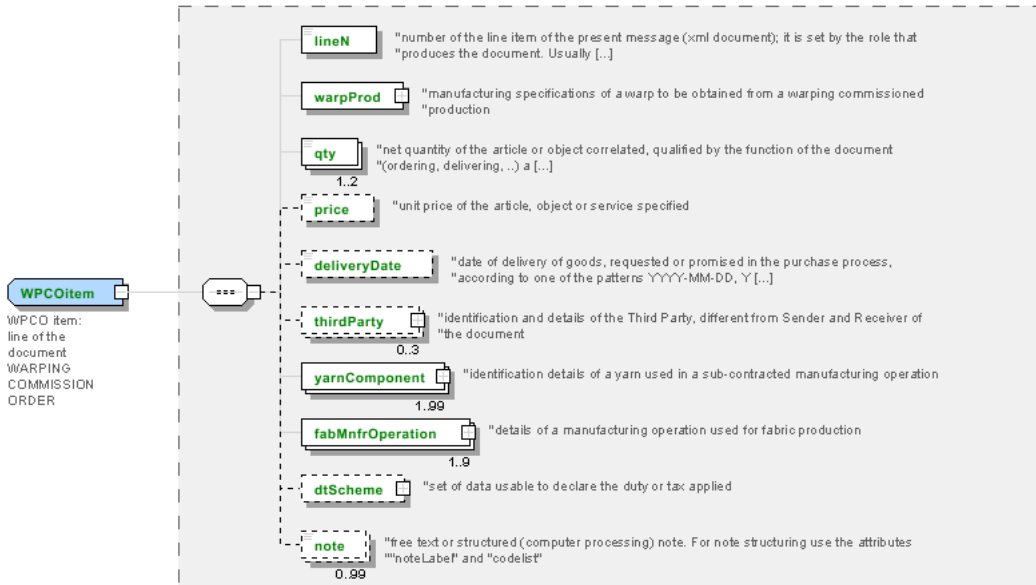 lineN
"number of the line item of the present message (xml document); it is set by the role that
"produces the document. Usually [...]
warpProd
"manufacturing specifications of a warp to be obtained from a warping commissioned
"production
qty
"net quantity of the article or object correlated, qualified by the function of the document
"(ordering, delivering, ..) a [...]
1..2
price
"unit price of the article, object or service specified
deliveryDate
"date of delivery of goods, requested or promised in the purchase process,
"according to one of the patterns YYYY-MM-DD, Y [...]
WPCOitem
WPCO item:
line of the
document
WARPING
COMMISSION
ORDER
thirdParty
"identification and details of the Third Party, different from Sender and Receiver of
"the document
0..3
yarnComponent
"identification details of a yarn used in a sub-contracted manufacturing operation
1..99
fabMnfrOperation
"details of a manufacturing operation used for fabric production
1..9
dtScheme
"set of data usable to declare the duty or tax applied
note
"free text or structured (computer processing) note. For note structuring use the attributes
""noteLabel" and "codelist"
0..99